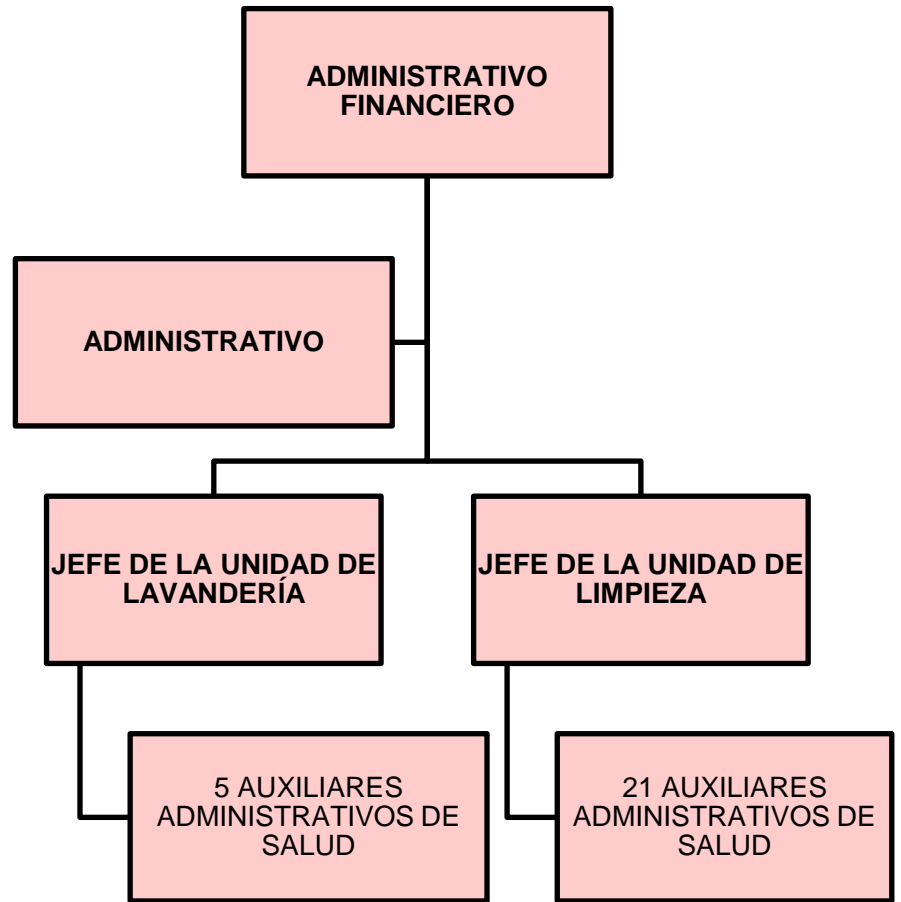 ADMINISTRATIVO
FINANCIERO
ADMINISTRATIVO
JEFE DE LA UNIDAD DE
LAVANDERÍA
JEFE DE LA UNIDAD DE
LIMPIEZA
5 AUXILIARES
ADMINISTRATIVOS DE
SALUD
21 AUXILIARES
ADMINISTRATIVOS DE
SALUD